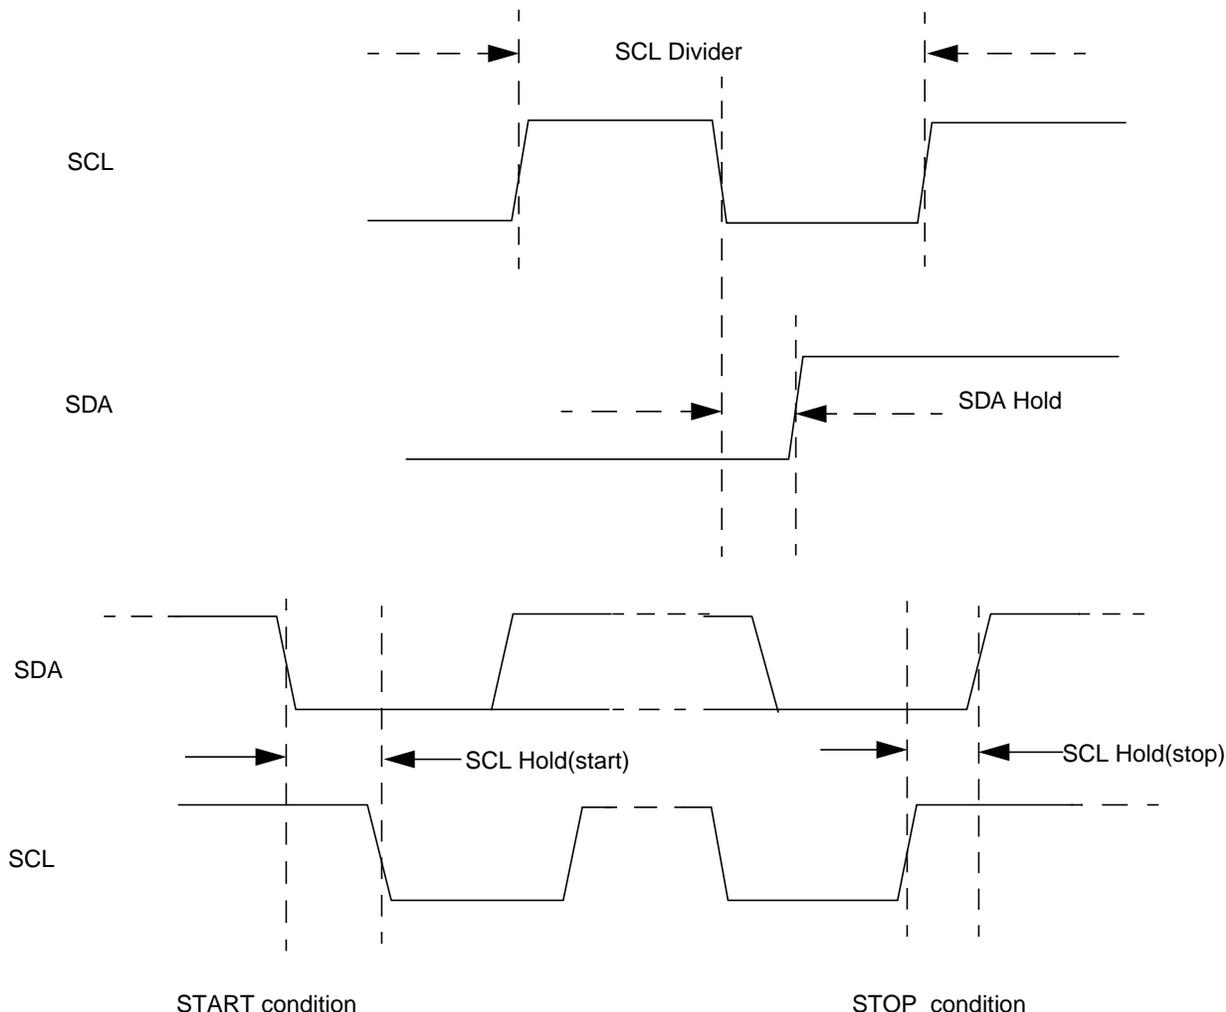 SCL Divider
SCL
SDA
SDA Hold
SDA
SCL Hold(start)
SCL Hold(stop)
SCL
START condition
STOP condition